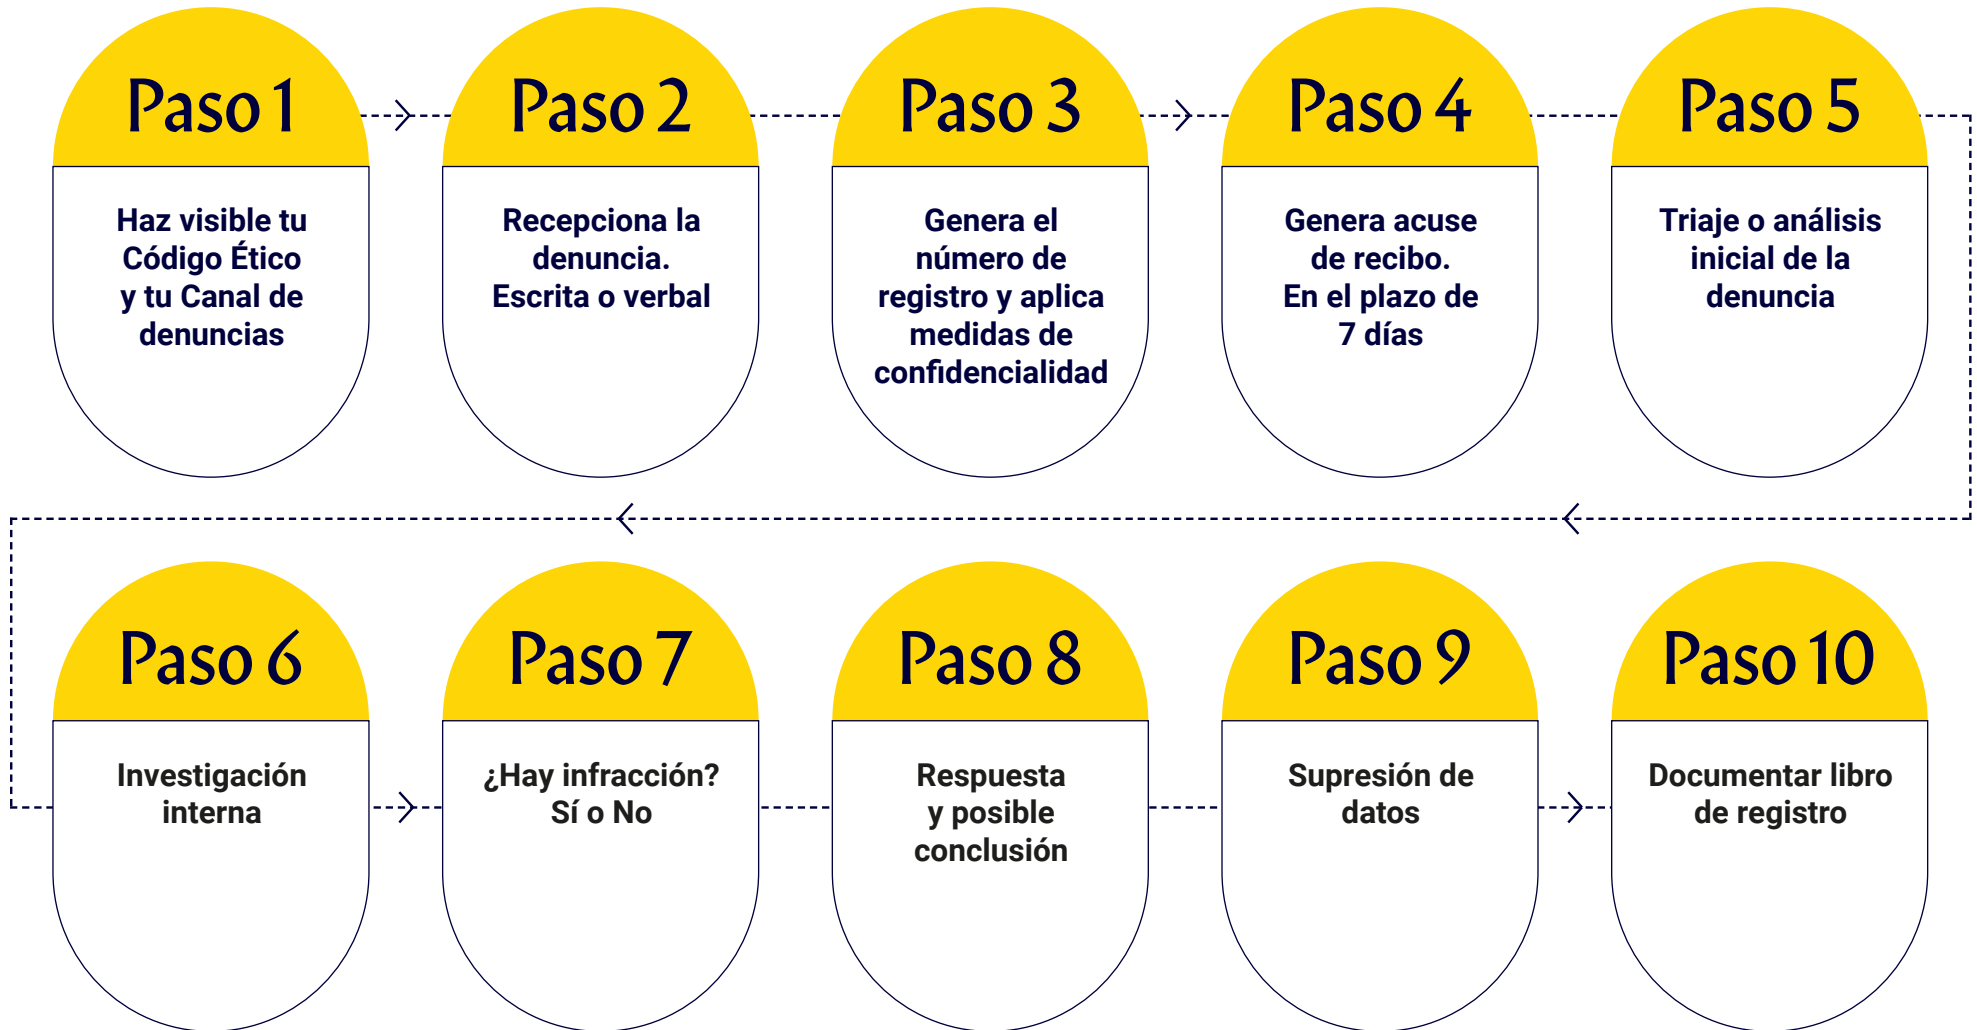 Paso 1
Haz visible tu
Código Ético
y tu Canal de
denuncias
Paso 2
Recepciona la
denuncia.
Escrita o verbal
Paso 3
Genera el
número de
registro y aplica
medidas de
confidencialidad
Paso 4
Genera acuse
de recibo.
En el plazo de
7 días
Paso 5
Triaje o análisis
inicial de la
denuncia
Paso 6
Investigación
interna
Paso 7
¿Hay infracción?
Sí o No
Paso 8
Respuesta
y posible
conclusión
Paso 9
Supresión de
datos
Paso 10
Documentar libro
de registro